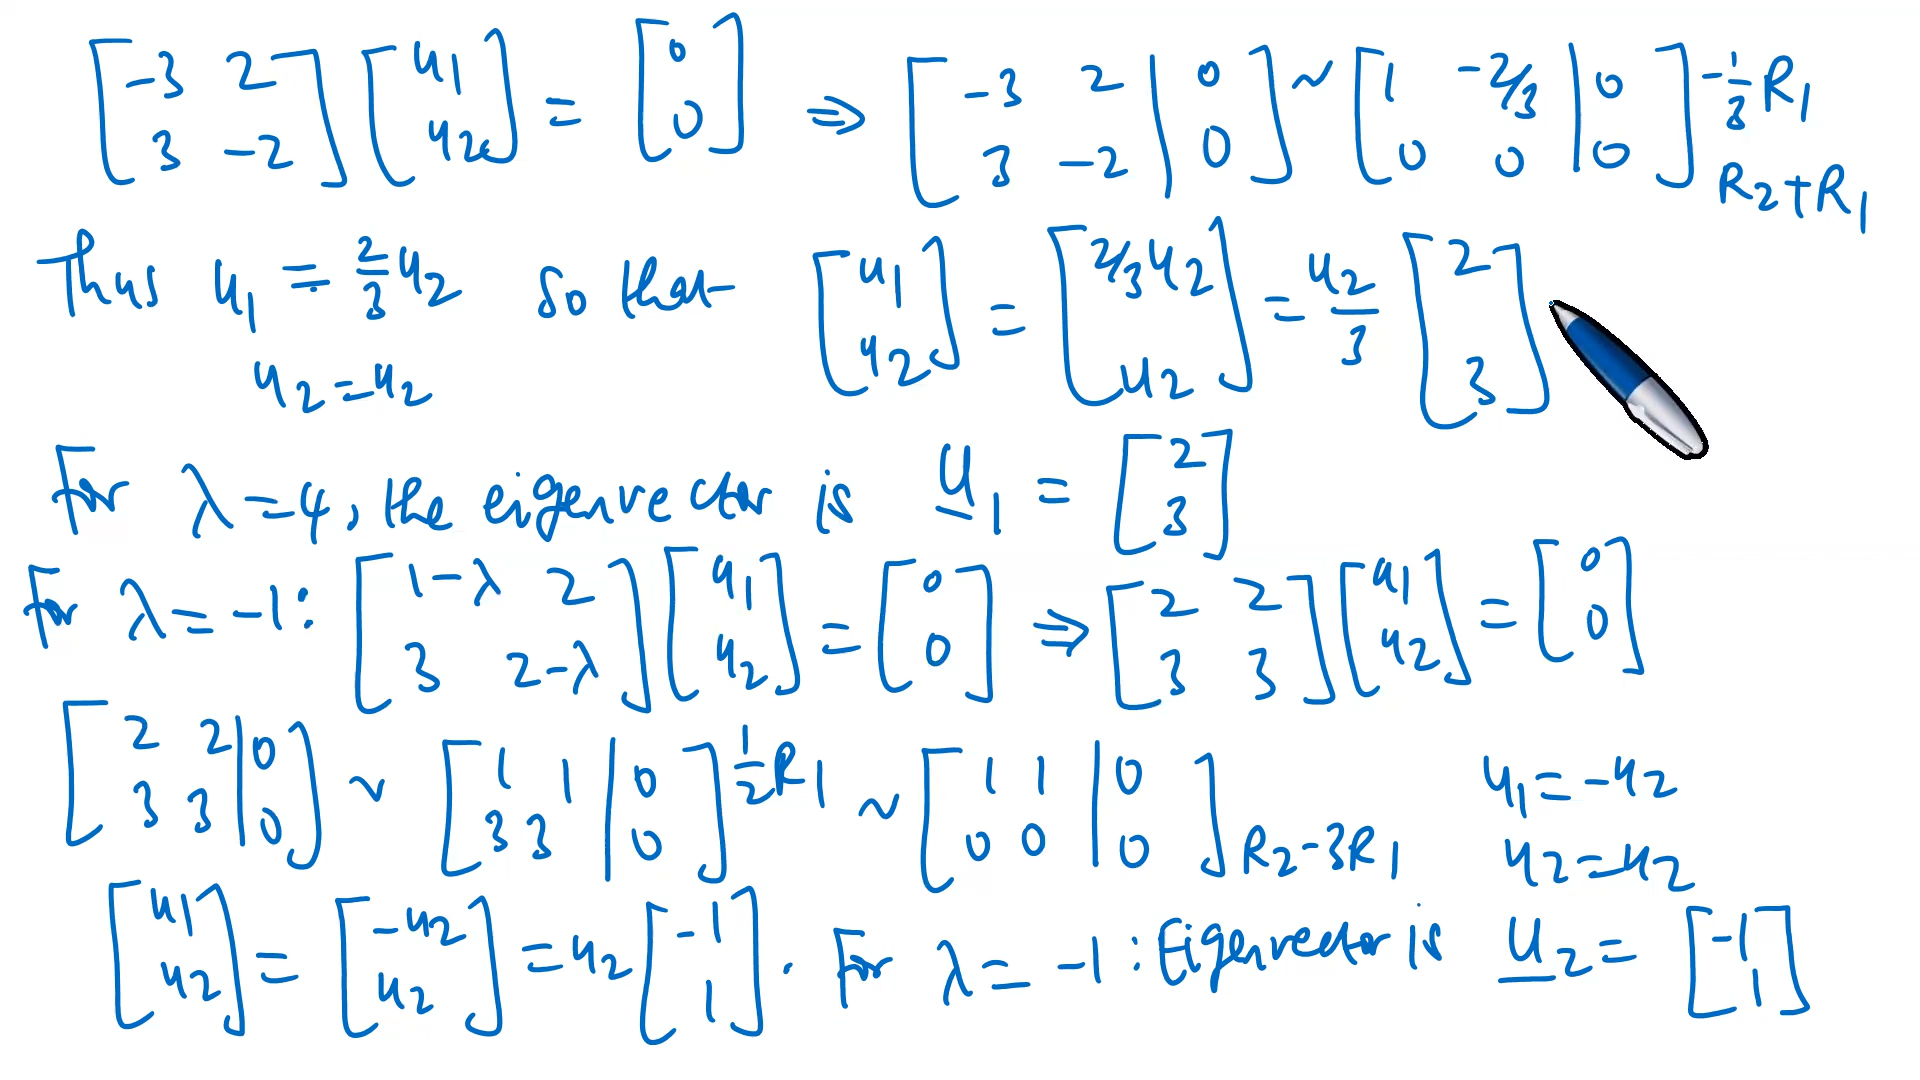 [-3 2; 3 -2] [u1; u2] = [0; 0] ⇒ [-3 2 | 0; 3 -2 | 0] ~ [1 -2/3 | 0; 0 0 | 0] -1/3 R1; R2+R1
Thus u1 = 2/3 u2 so that [u1; u2] = [2/3 u2; u2] = u2/3 [2; 3]
u2 = u2
For λ=4, the eigenvector is u1 = [2; 3]
For λ = -1: [1-λ 2; 3 2-λ] [u1; u2] = [0; 0] ⇒ [2 2; 3 3] [u1; u2] = [0; 0]
[2 2 | 0; 3 3 | 0] ~ [1 1 | 0; 3 3 | 0] 1/2 R1 ~ [1 1 | 0; 0 0 | 0] R2-3R1 u1 = -u2
u2 = u2
[u1; u2] = [-u2; u2] = u2 [-1; 1]. For λ = -1: Eigenvector is u2 = [-1; 1]